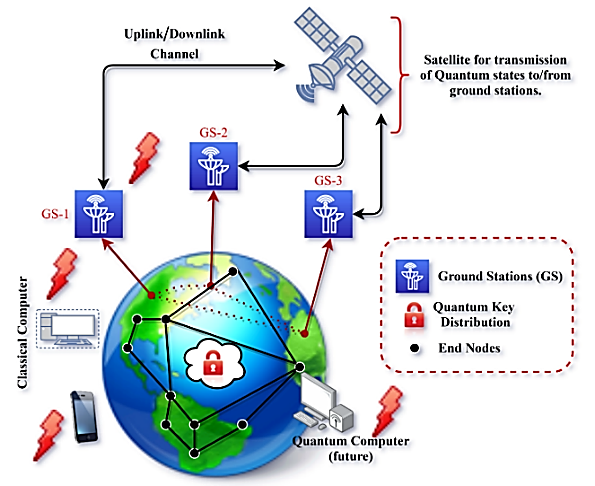 Uplink/Downlink
Channel
Satellite for transmission
of Quantum states to/from
ground stations.
GS-2
GS-1
GS-3
Ground Stations (GS)
Quantum Key
Distribution
End Nodes
Classical Computer
Quantum Computer
(future)